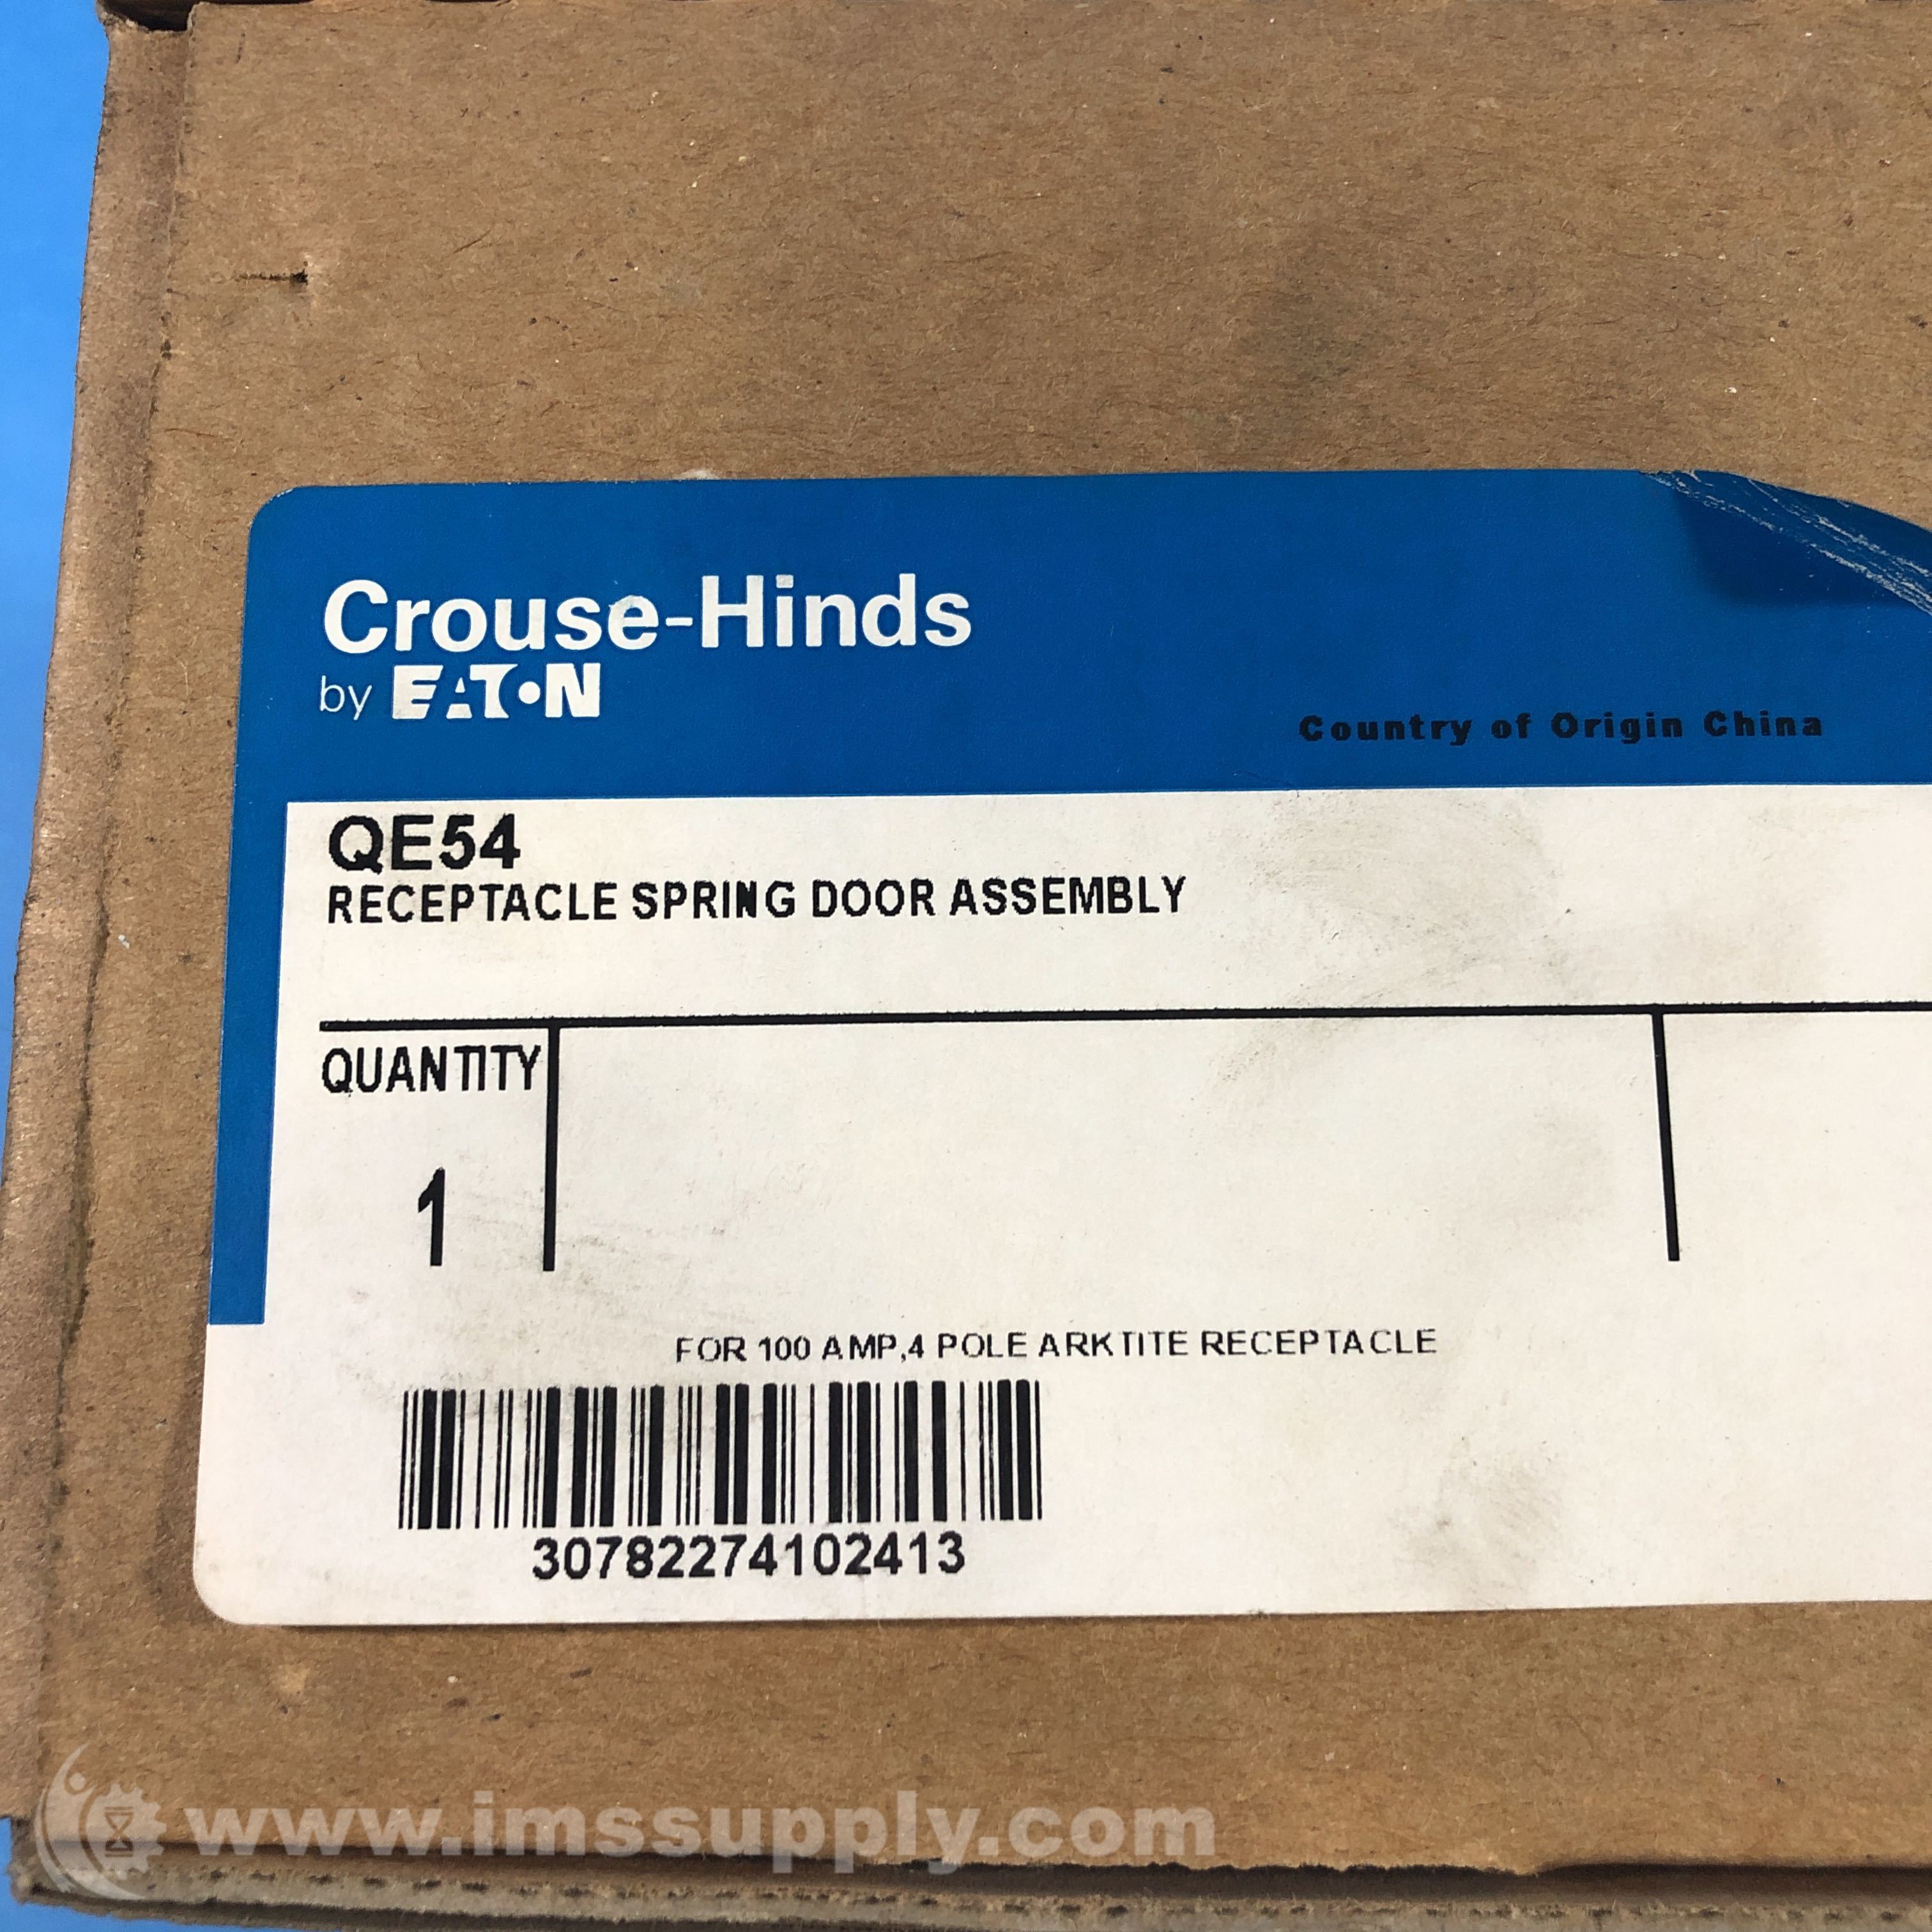 Crouse-Hinds
by EATON
Country of Origin China
QE54
RECEPTACLE SPRING DOOR ASSEMBLY
QUANTITY
1
FOR 100 AMP,4 POLE ARKTITE RECEPTACLE
30782274102413
www.imssupply.com